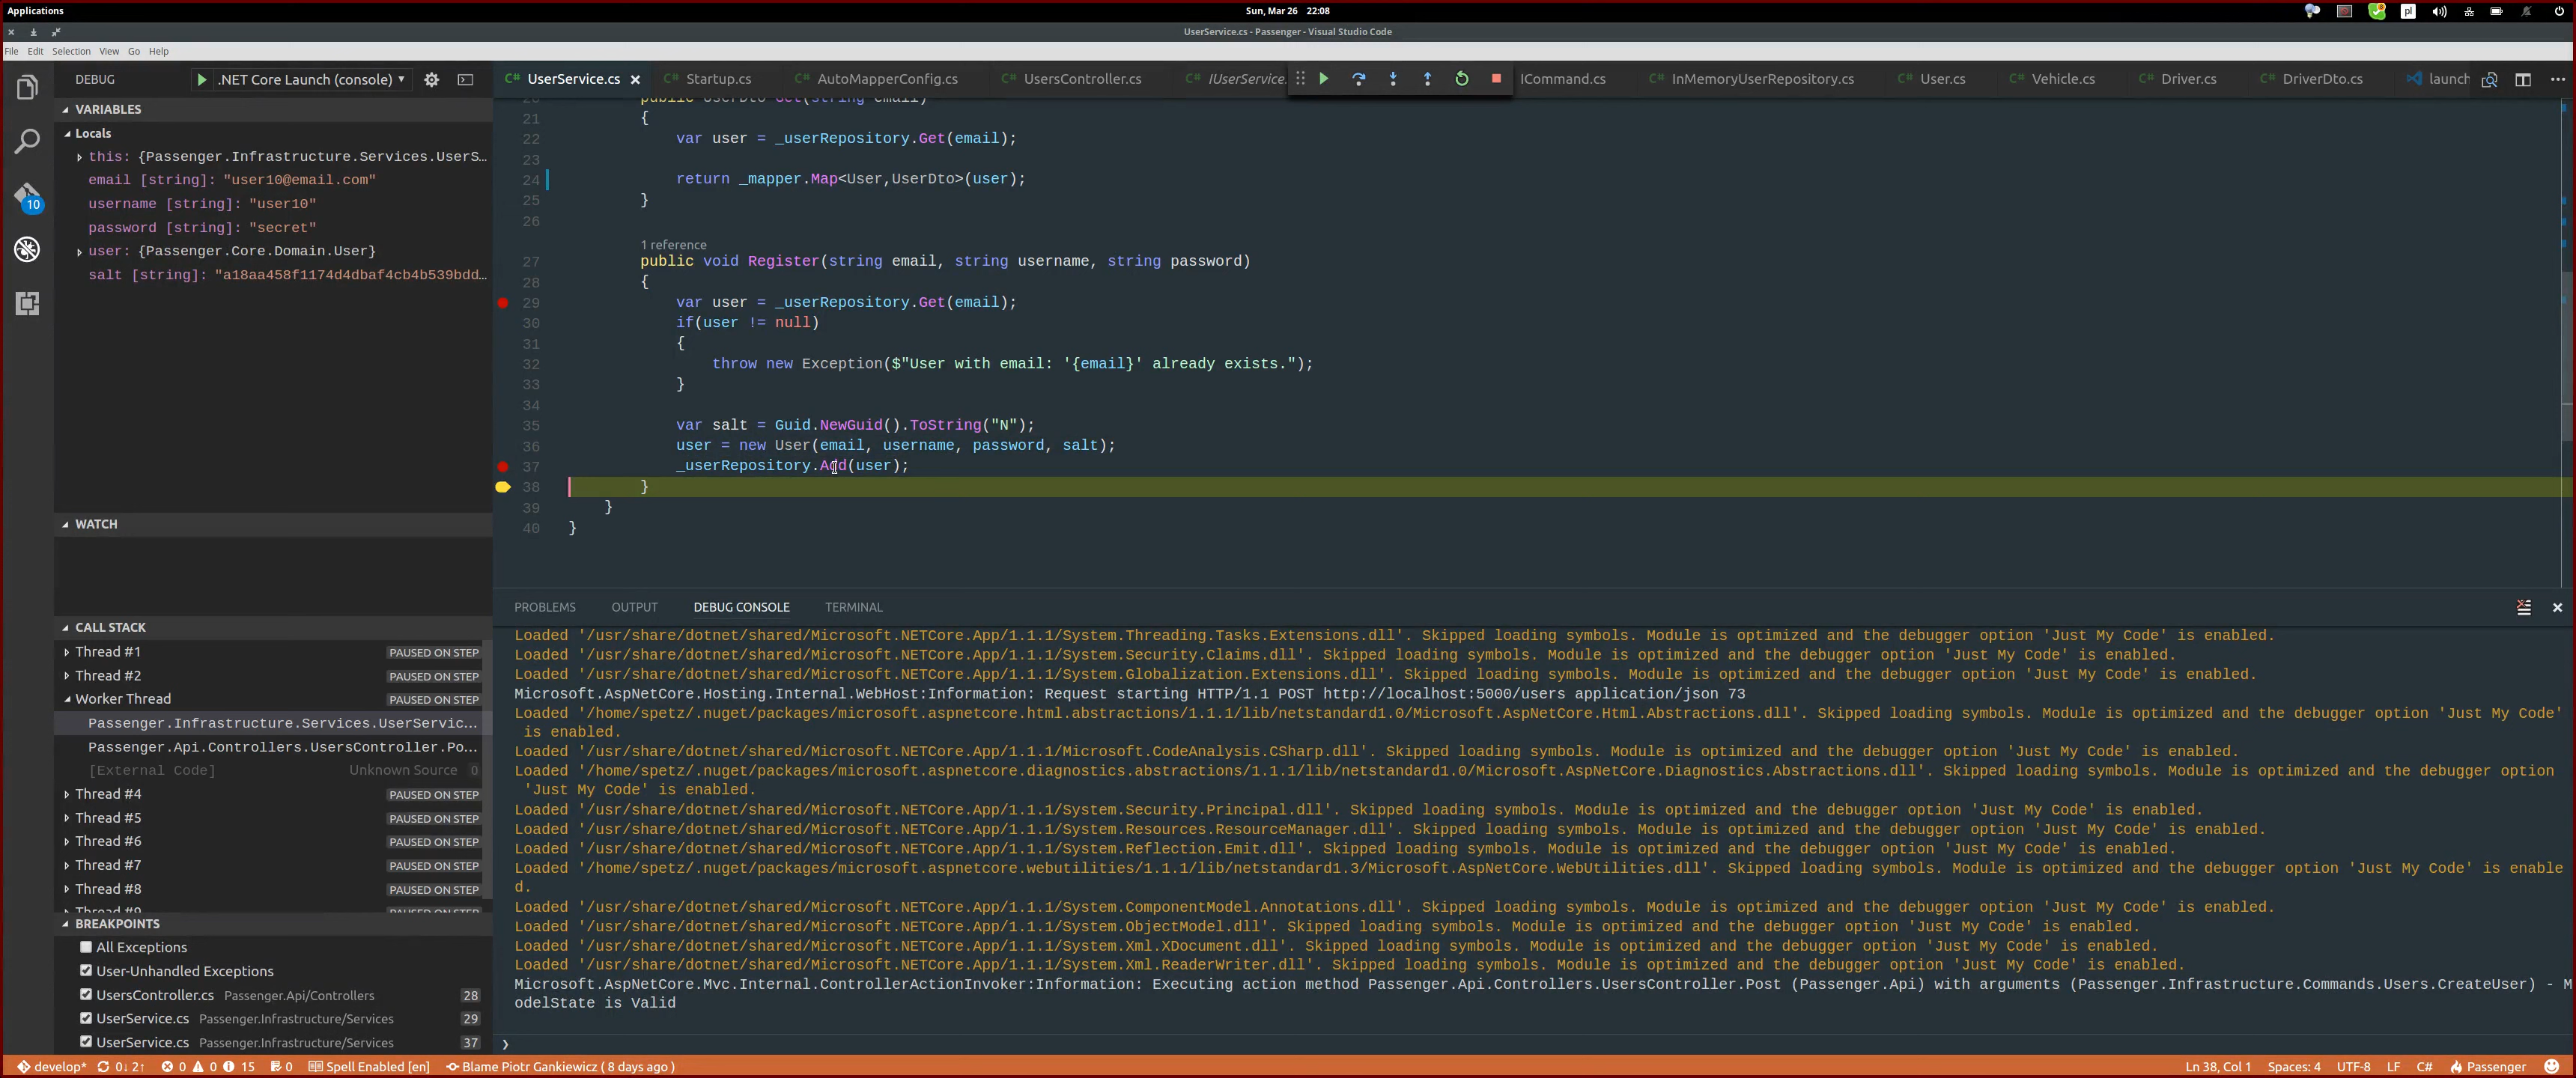 Applications
Sun, Mar 26 22:08
pl
UserService.cs - Passenger - Visual Studio Code
File Edit Selection View Go Help
DEBUG
.NET Core Launch (console)
UserService.cs
Startup.cs
AutoMapperConfig.cs
UsersController.cs
IUserService.
ICommand.cs
InMemoryUserRepository.cs
User.cs
Vehicle.cs
Driver.cs
DriverDto.cs
launch
10
VARIABLES
Locals
this: {Passenger.Infrastructure.Services.UserS…
email [string]: "user10@email.com"
username [string]: "user10"
password [string]: "secret"
user: {Passenger.Core.Domain.User}
salt [string]: "a18aa458f1174d4dbaf4cb4b539bdd…
WATCH
CALL STACK
Thread #1 PAUSED ON STEP
Thread #2 PAUSED ON STEP
Worker Thread PAUSED ON STEP
Passenger.Infrastructure.Services.UserServic…
Passenger.Api.Controllers.UsersController.Po…
[External Code] Unknown Source 0
Thread #4 PAUSED ON STEP
Thread #5 PAUSED ON STEP
Thread #6 PAUSED ON STEP
Thread #7 PAUSED ON STEP
Thread #8 PAUSED ON STEP
Thread #9 PAUSED ON STEP
BREAKPOINTS
All Exceptions
User-Unhandled Exceptions
UsersController.cs Passenger.Api/Controllers 28
UserService.cs Passenger.Infrastructure/Services 29
UserService.cs Passenger.Infrastructure/Services 37
20 public UserDto Get(string email)
21 {
22 var user = _userRepository.Get(email);
23
24 return _mapper.Map<User,UserDto>(user);
25 }
26
1 reference
27 public void Register(string email, string username, string password)
28 {
29 var user = _userRepository.Get(email);
30 if(user != null)
31 {
32 throw new Exception($"User with email: '{email}' already exists.");
33 }
34
35 var salt = Guid.NewGuid().ToString("N");
36 user = new User(email, username, password, salt);
37 _userRepository.Add(user);
38 }
39 }
40 }
PROBLEMS OUTPUT DEBUG CONSOLE TERMINAL
Loaded '/usr/share/dotnet/shared/Microsoft.NETCore.App/1.1.1/System.Threading.Tasks.Extensions.dll'. Skipped loading symbols. Module is optimized and the debugger option 'Just My Code' is enabled.
Loaded '/usr/share/dotnet/shared/Microsoft.NETCore.App/1.1.1/System.Security.Claims.dll'. Skipped loading symbols. Module is optimized and the debugger option 'Just My Code' is enabled.
Loaded '/usr/share/dotnet/shared/Microsoft.NETCore.App/1.1.1/System.Globalization.Extensions.dll'. Skipped loading symbols. Module is optimized and the debugger option 'Just My Code' is enabled.
Microsoft.AspNetCore.Hosting.Internal.WebHost:Information: Request starting HTTP/1.1 POST http://localhost:5000/users application/json 73
Loaded '/home/spetz/.nuget/packages/microsoft.aspnetcore.html.abstractions/1.1.1/lib/netstandard1.0/Microsoft.AspNetCore.Html.Abstractions.dll'. Skipped loading symbols. Module is optimized and the debugger option 'Just My Code'
is enabled.
Loaded '/usr/share/dotnet/shared/Microsoft.NETCore.App/1.1.1/Microsoft.CodeAnalysis.CSharp.dll'. Skipped loading symbols. Module is optimized and the debugger option 'Just My Code' is enabled.
Loaded '/home/spetz/.nuget/packages/microsoft.aspnetcore.diagnostics.abstractions/1.1.1/lib/netstandard1.0/Microsoft.AspNetCore.Diagnostics.Abstractions.dll'. Skipped loading symbols. Module is optimized and the debugger option
'Just My Code' is enabled.
Loaded '/usr/share/dotnet/shared/Microsoft.NETCore.App/1.1.1/System.Security.Principal.dll'. Skipped loading symbols. Module is optimized and the debugger option 'Just My Code' is enabled.
Loaded '/usr/share/dotnet/shared/Microsoft.NETCore.App/1.1.1/System.Resources.ResourceManager.dll'. Skipped loading symbols. Module is optimized and the debugger option 'Just My Code' is enabled.
Loaded '/usr/share/dotnet/shared/Microsoft.NETCore.App/1.1.1/System.Reflection.Emit.dll'. Skipped loading symbols. Module is optimized and the debugger option 'Just My Code' is enabled.
Loaded '/home/spetz/.nuget/packages/microsoft.aspnetcore.webutilities/1.1.1/lib/netstandard1.3/Microsoft.AspNetCore.WebUtilities.dll'. Skipped loading symbols. Module is optimized and the debugger option 'Just My Code' is enable
d.
Loaded '/usr/share/dotnet/shared/Microsoft.NETCore.App/1.1.1/System.ComponentModel.Annotations.dll'. Skipped loading symbols. Module is optimized and the debugger option 'Just My Code' is enabled.
Loaded '/usr/share/dotnet/shared/Microsoft.NETCore.App/1.1.1/System.ObjectModel.dll'. Skipped loading symbols. Module is optimized and the debugger option 'Just My Code' is enabled.
Loaded '/usr/share/dotnet/shared/Microsoft.NETCore.App/1.1.1/System.Xml.XDocument.dll'. Skipped loading symbols. Module is optimized and the debugger option 'Just My Code' is enabled.
Loaded '/usr/share/dotnet/shared/Microsoft.NETCore.App/1.1.1/System.Xml.ReaderWriter.dll'. Skipped loading symbols. Module is optimized and the debugger option 'Just My Code' is enabled.
Microsoft.AspNetCore.Mvc.Internal.ControllerActionInvoker:Information: Executing action method Passenger.Api.Controllers.UsersController.Post (Passenger.Api) with arguments (Passenger.Infrastructure.Commands.Users.CreateUser) - M
odelState is Valid
develop* 0↓ 2↑ 0 0 15 0 Spell Enabled [en] Blame Piotr Gankiewicz ( 8 days ago )
Ln 38, Col 1 Spaces: 4 UTF-8 LF C# Passenger